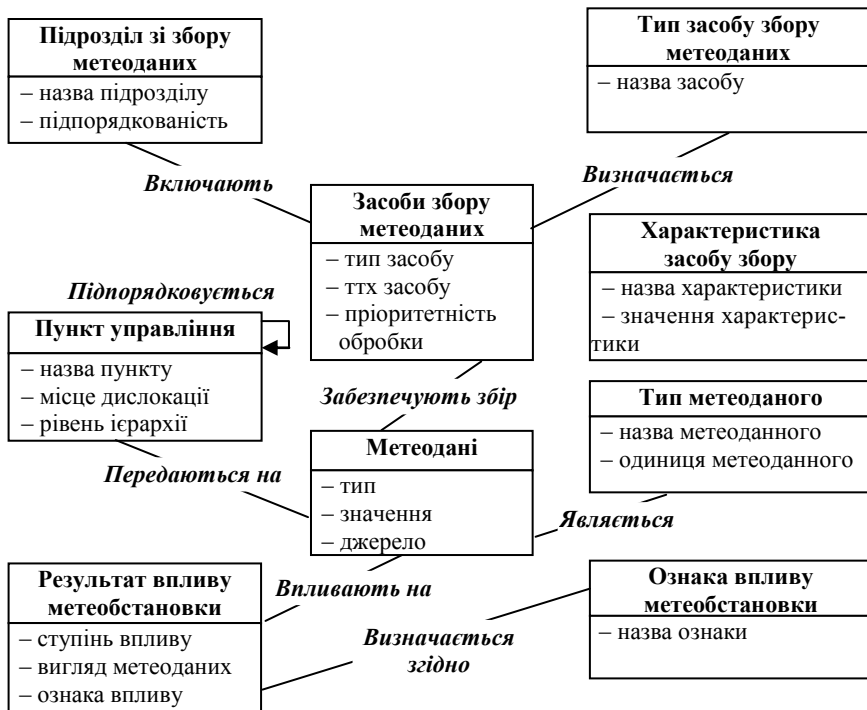 Підрозділ зі збору
метеоданих
– назва підрозділу
– підпорядкованість
Тип засобу збору
метеоданих
– назва засобу
Включають
Визначається
Засоби збору
метеоданих
– тип засобу
– ттх засобу
– пріоритетність
обробки
Характеристика
засобу збору
– назва характеристики
– значення характерис-
тики
Підпорядковується
Пункт управління
– назва пункту
– місце дислокації
– рівень ієрархії
Забезпечують збір
Тип метеоданого
– назва метеоданного
– одиниця метеоданного
Передаються на
Метеодані
– тип
– значення
– джерело
Являється
Результат впливу
метеобстановки
– ступінь впливу
– вигляд метеоданих
– ознака впливу
Впливають на
Визначається
згідно
Ознака впливу
метеобстановки
– назва ознаки